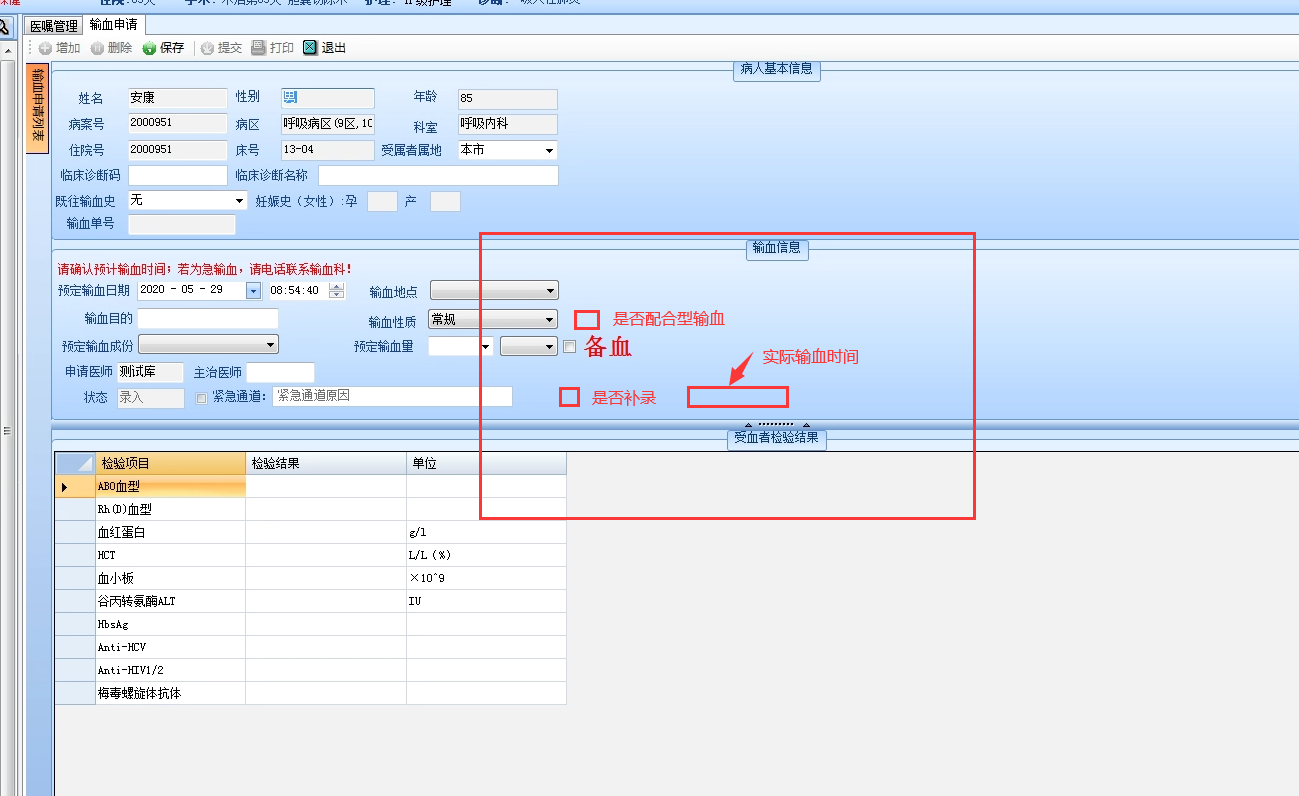 医嘱管理 输血申请
增加 删除 保存 提交 打印 退出
输血申请列表
病人基本信息
姓名 安康 性别 男 年龄 85
病案号 2000951 病区 呼吸病区(9区,10 科室 呼吸内科
住院号 2000951 床号 13-04 受属者属地 本市
临床诊断码 临床诊断名称
既往输血史 无 妊娠史（女性）:孕 产
输血单号
输血信息
请确认预计输血时间；若为急输血，请电话联系输血科！
预定输血日期 2020 - 05 - 29 08:54:40 输血地点
输血目的 输血性质 常规 是否配合型输血
预定输血成份 预定输血量 备血
实际输血时间
申请医师 测试库 主治医师
状态 录入 紧急通道： 紧急通道原因 是否补录
受血者检验结果
检验项目 检验结果 单位
ABO血型
Rh(D)血型
血红蛋白 g/l
HCT L/L（%）
血小板 ×10^9
谷丙转氨酶ALT IU
HbsAg
Anti-HCV
Anti-HIV1/2
梅毒螺旋体抗体